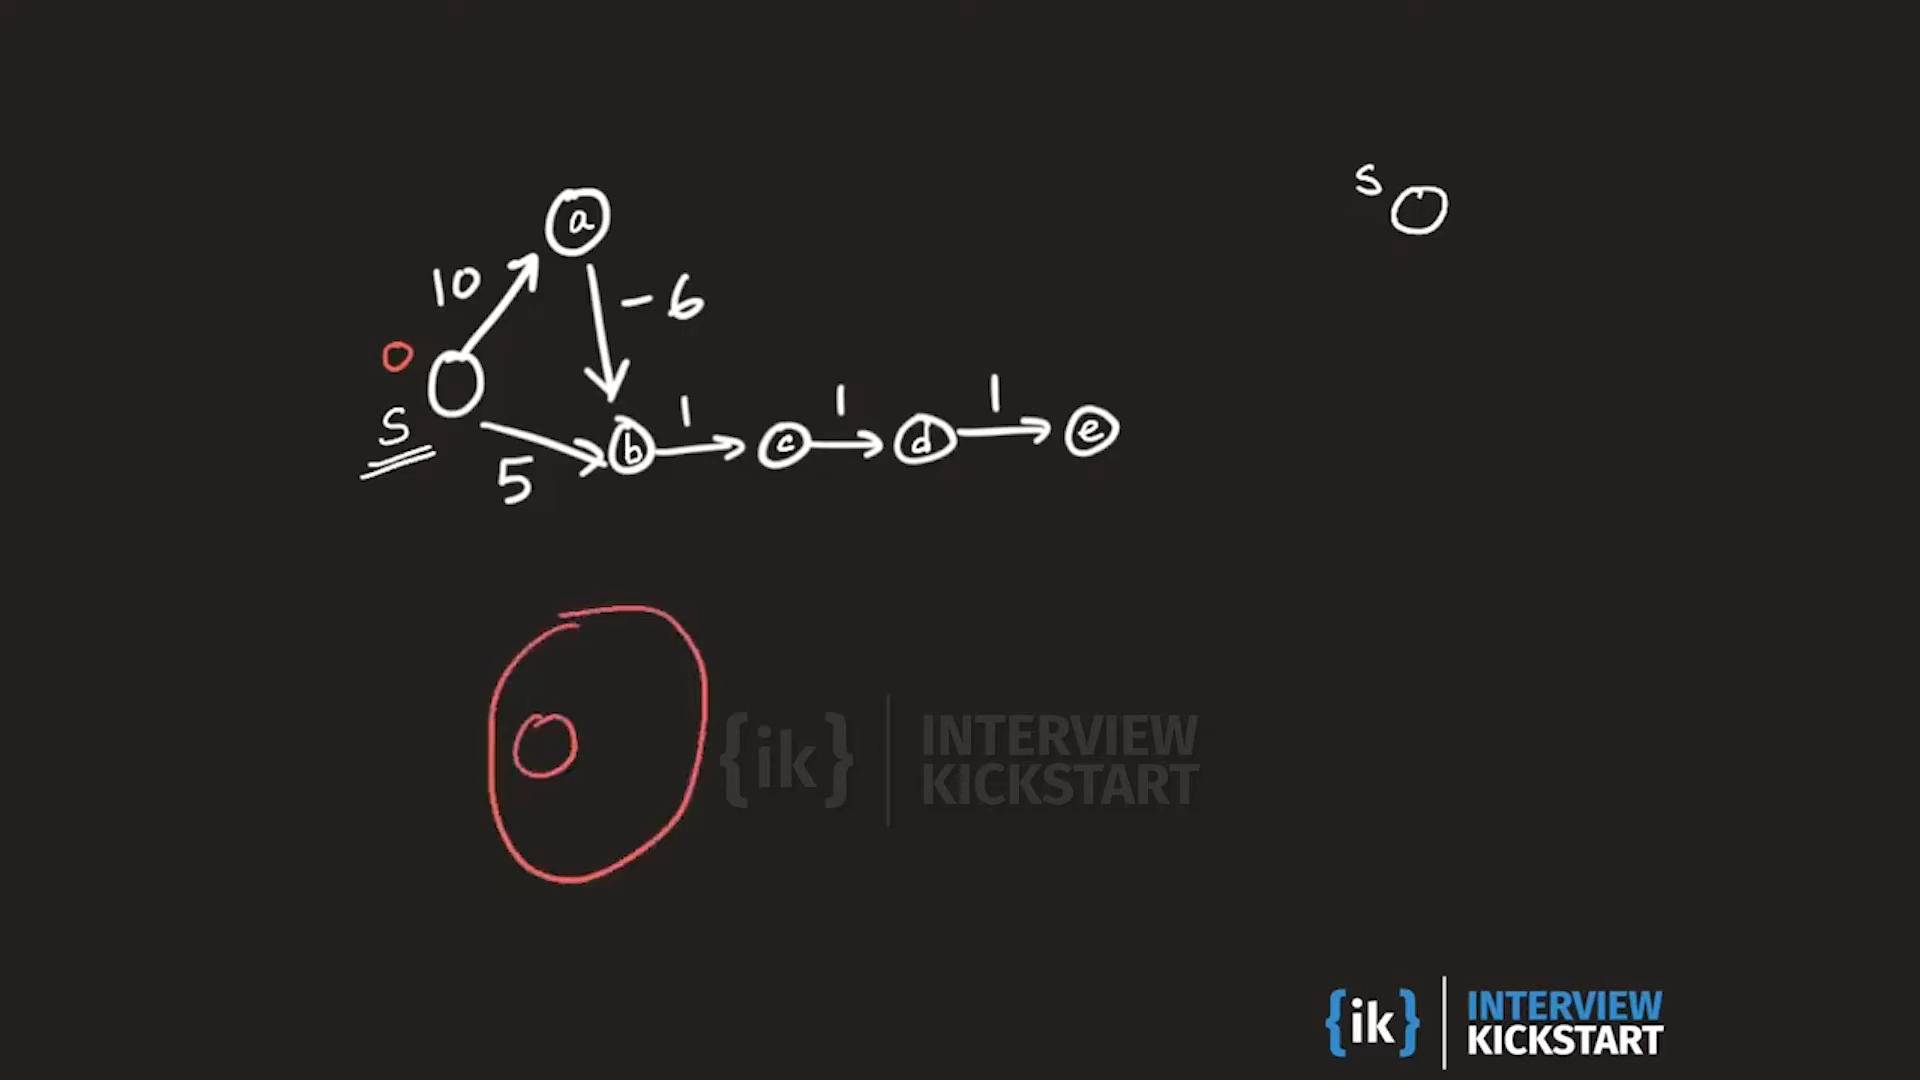 s
a
10
-6
0
s
5
b
1
c
1
d
1
e
{ik} INTERVIEW
KICKSTART
{ik} INTERVIEW
KICKSTART